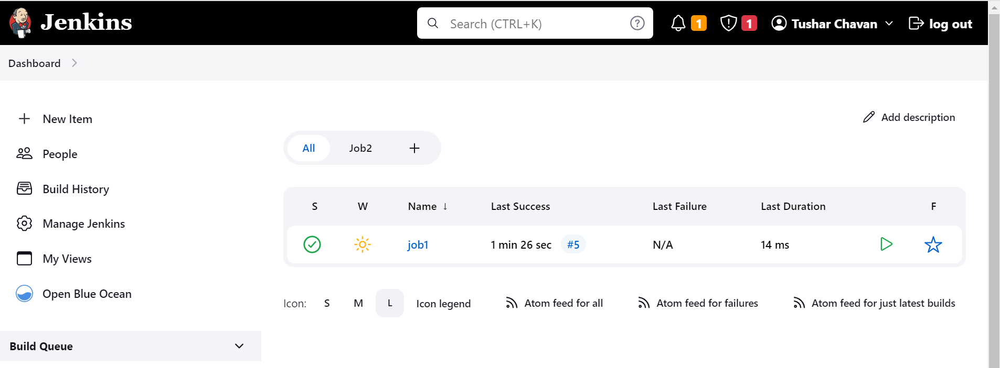 Jenkins
Search (CTRL+K)
?
1
1
Tushar Chavan
log out
Dashboard
New Item
People
Build History
Manage Jenkins
My Views
Open Blue Ocean
Build Queue
Add description
All Job2 +
S W Name ↓ Last Success Last Failure Last Duration F
job1 1 min 26 sec #5 N/A 14 ms
Icon: S M L Icon legend Atom feed for all Atom feed for failures Atom feed for just latest builds